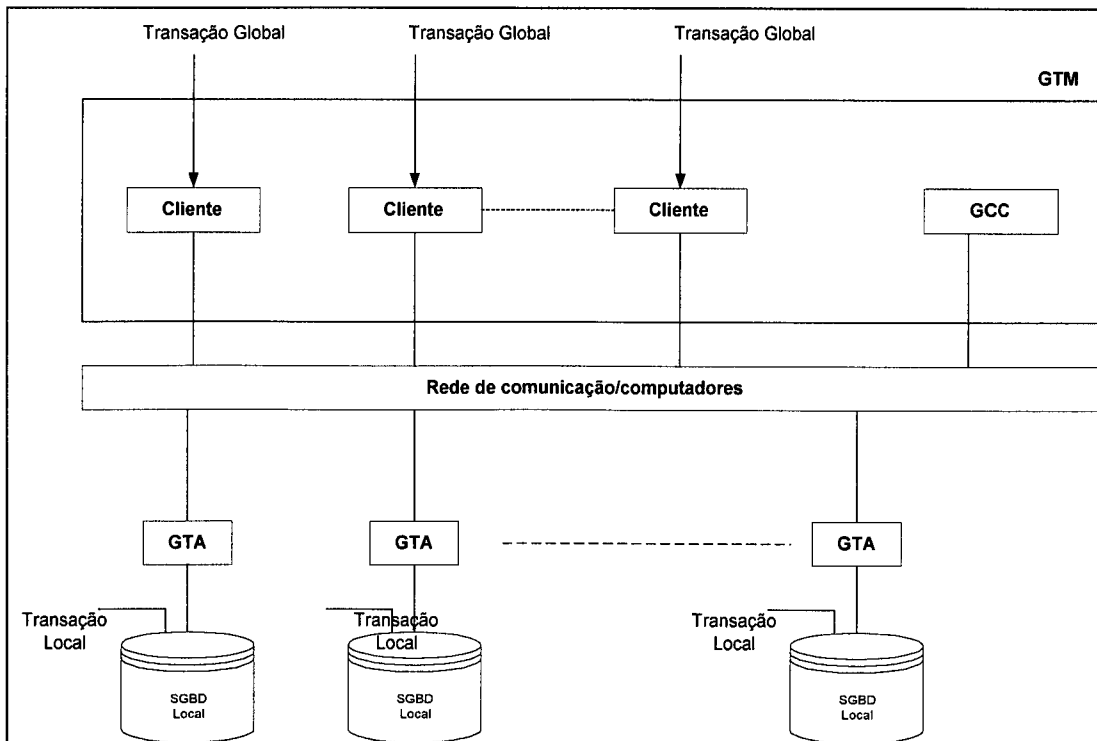 Transação Global
Transação Global
Transação Global
GTM
Cliente
Cliente
Cliente
GCC
Rede de comunicação/computadores
GTA
GTA
GTA
Transação
Local
Transação
Local
Transação
Local
SGBD
Local
SGBD
Local
SGBD
Local